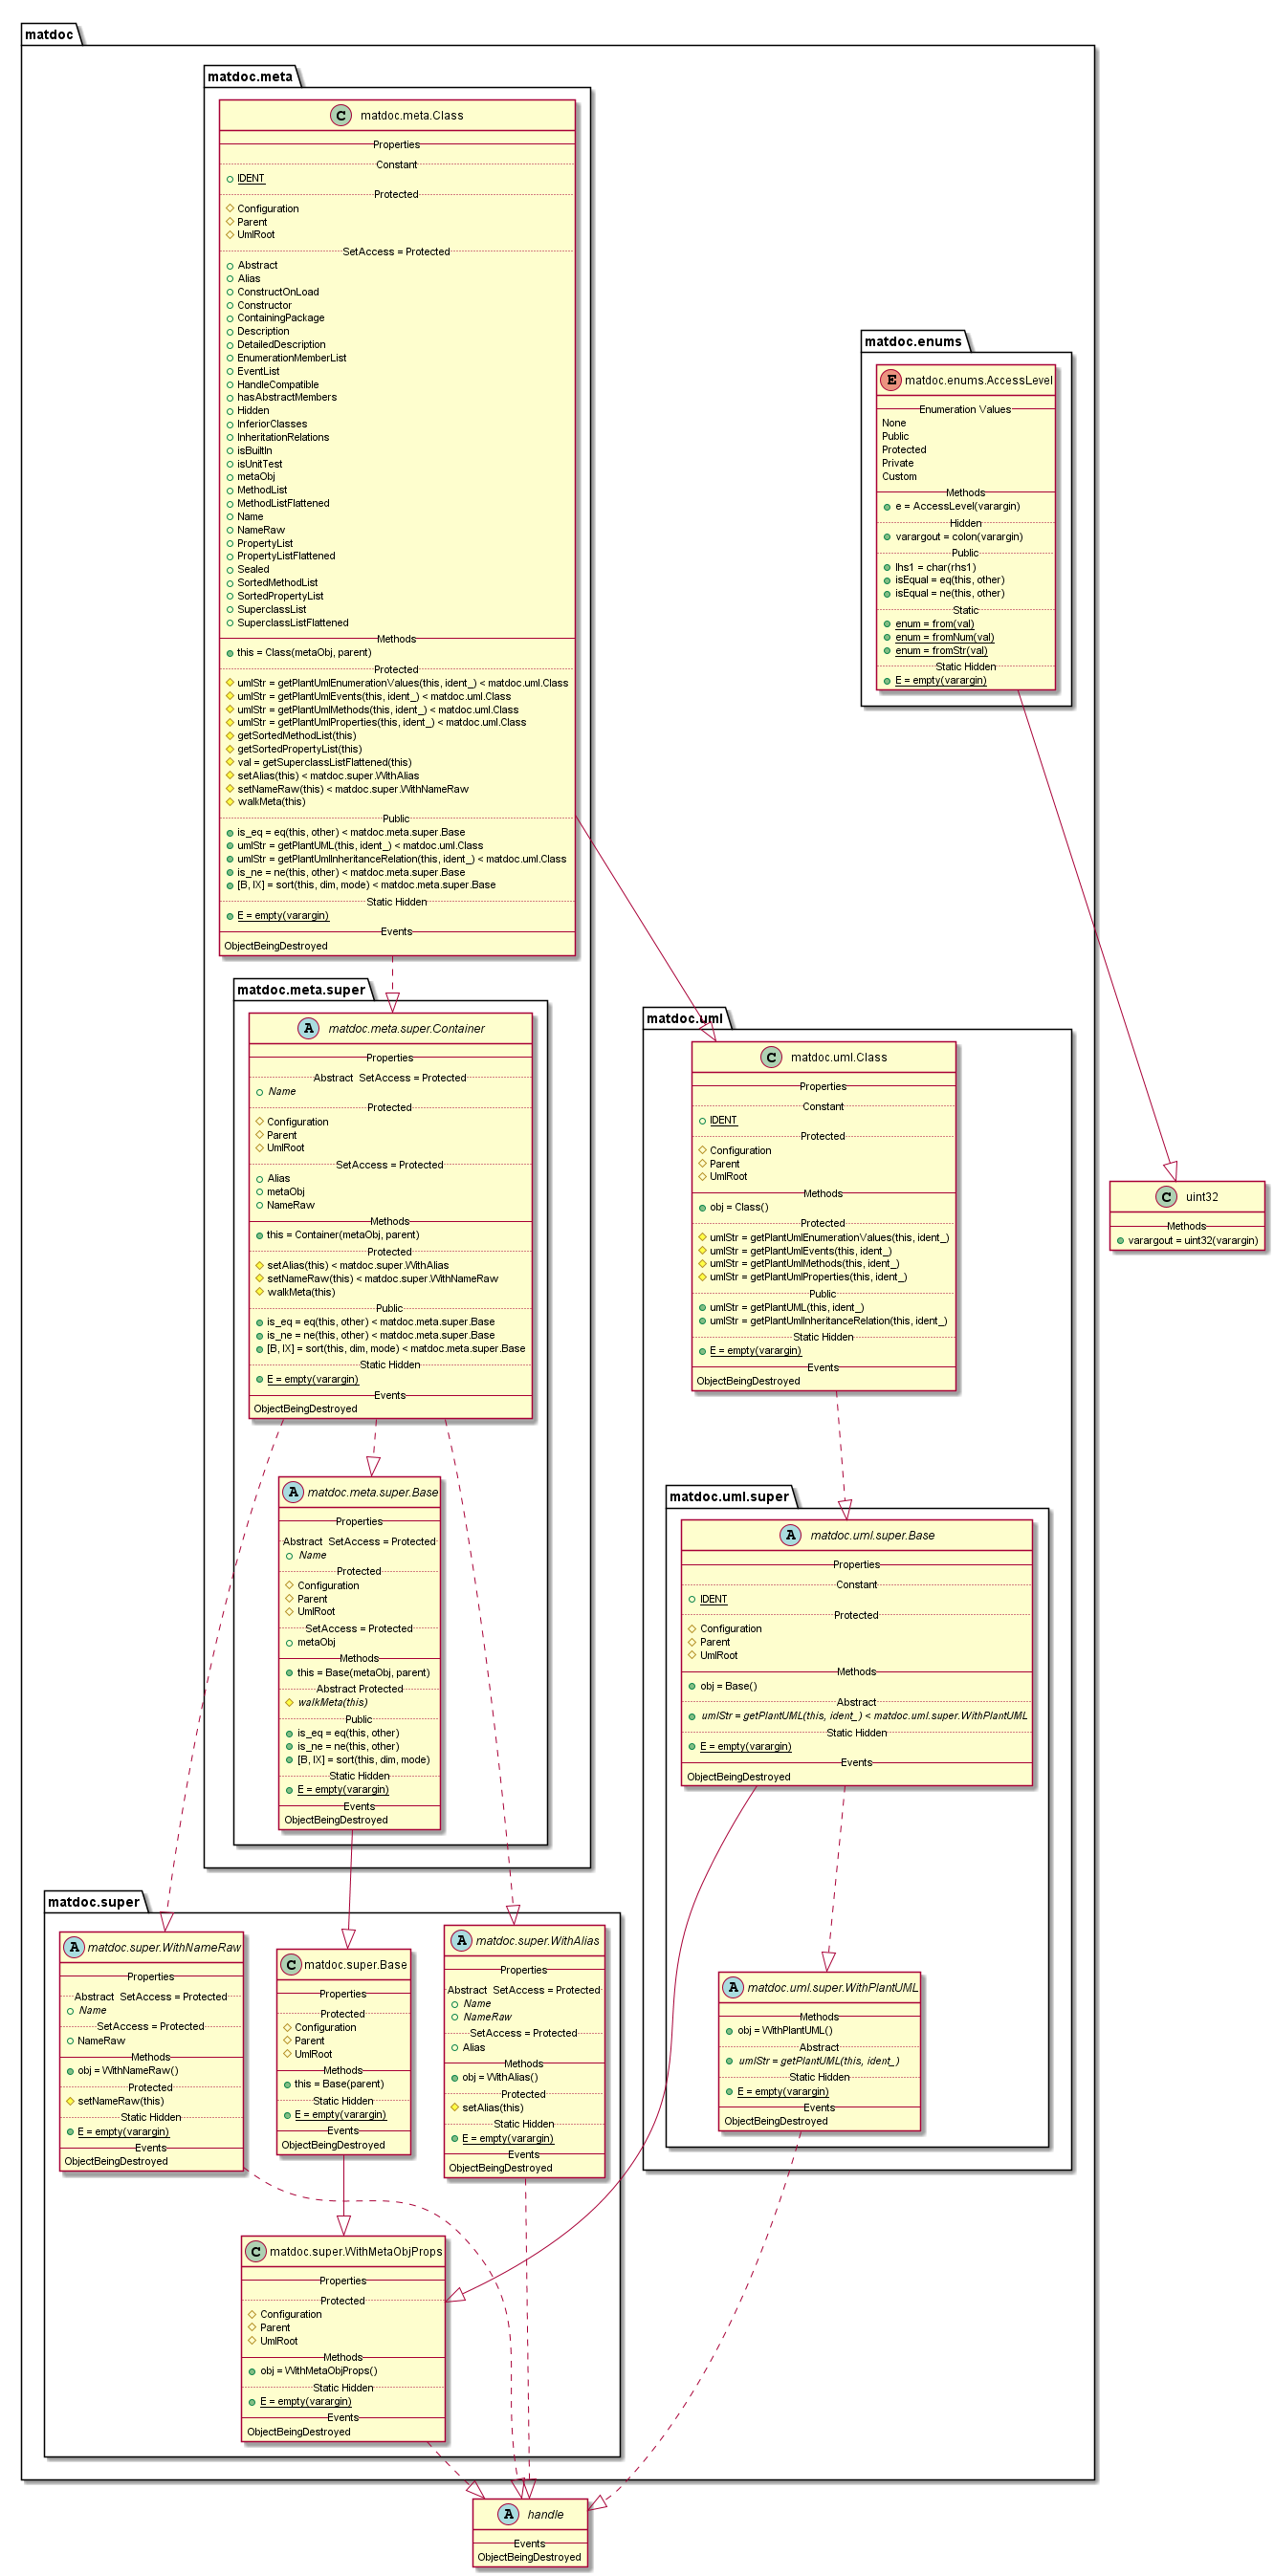 matdoc
matdoc.meta
matdoc.meta.Class
Properties
Constant
IDENT
Protected
Configuration
Parent
UmlRoot
SetAccess = Protected
Abstract
Alias
ConstructOnLoad
Constructor
ContainingPackage
Description
DetailedDescription
EnumerationMemberList
EventList
HandleCompatible
hasAbstractMembers
Hidden
InferiorClasses
InheritationRelations
isBuiltIn
isUnitTest
metaObj
MethodList
MethodListFlattened
Name
NameRaw
PropertyList
PropertyListFlattened
Sealed
SortedMethodList
SortedPropertyList
SuperclassList
SuperclassListFlattened
Methods
this = Class(metaObj, parent)
Protected
umlStr = getPlantUmlEnumerationValues(this, ident_) < matdoc.uml.Class
umlStr = getPlantUmlEvents(this, ident_) < matdoc.uml.Class
umlStr = getPlantUmlMethods(this, ident_) < matdoc.uml.Class
umlStr = getPlantUmlProperties(this, ident_) < matdoc.uml.Class
getSortedMethodList(this)
getSortedPropertyList(this)
val = getSuperclassListFlattened(this)
setAlias(this) < matdoc.super.WithAlias
setNameRaw(this) < matdoc.super.WithNameRaw
walkMeta(this)
Public
is_eq = eq(this, other) < matdoc.meta.super.Base
umlStr = getPlantUML(this, ident_) < matdoc.uml.Class
umlStr = getPlantUmlInheritanceRelation(this, ident_) < matdoc.uml.Class
is_ne = ne(this, other) < matdoc.meta.super.Base
[B, IX] = sort(this, dim, mode) < matdoc.meta.super.Base
Static Hidden
E = empty(varargin)
Events
ObjectBeingDestroyed
matdoc.enums
matdoc.enums.AccessLevel
Enumeration Values
None
Public
Protected
Private
Custom
Methods
e = AccessLevel(varargin)
Hidden
varargout = colon(varargin)
Public
lhs1 = char(rhs1)
isEqual = eq(this, other)
isEqual = ne(this, other)
Static
enum = from(val)
enum = fromNum(val)
enum = fromStr(val)
Static Hidden
E = empty(varargin)
matdoc.meta.super
matdoc.meta.super.Container
Properties
Abstract SetAccess = Protected
Name
Protected
Configuration
Parent
UmlRoot
SetAccess = Protected
Alias
metaObj
NameRaw
Methods
this = Container(metaObj, parent)
Protected
setAlias(this) < matdoc.super.WithAlias
setNameRaw(this) < matdoc.super.WithNameRaw
walkMeta(this)
Public
is_eq = eq(this, other) < matdoc.meta.super.Base
is_ne = ne(this, other) < matdoc.meta.super.Base
[B, IX] = sort(this, dim, mode) < matdoc.meta.super.Base
Static Hidden
E = empty(varargin)
Events
ObjectBeingDestroyed
matdoc.uml
matdoc.uml.Class
Properties
Constant
IDENT
Protected
Configuration
Parent
UmlRoot
Methods
obj = Class()
Protected
umlStr = getPlantUmlEnumerationValues(this, ident_)
umlStr = getPlantUmlEvents(this, ident_)
umlStr = getPlantUmlMethods(this, ident_)
umlStr = getPlantUmlProperties(this, ident_)
Public
umlStr = getPlantUML(this, ident_)
umlStr = getPlantUmlInheritanceRelation(this, ident_)
Static Hidden
E = empty(varargin)
Events
ObjectBeingDestroyed
uint32
Methods
varargout = uint32(varargin)
matdoc.meta.super.Base
Properties
Abstract SetAccess = Protected
Name
Protected
Configuration
Parent
UmlRoot
SetAccess = Protected
metaObj
Methods
this = Base(metaObj, parent)
Abstract Protected
walkMeta(this)
Public
is_eq = eq(this, other)
is_ne = ne(this, other)
[B, IX] = sort(this, dim, mode)
Static Hidden
E = empty(varargin)
Events
ObjectBeingDestroyed
matdoc.uml.super
matdoc.uml.super.Base
Properties
Constant
IDENT
Protected
Configuration
Parent
UmlRoot
Methods
obj = Base()
Abstract
umlStr = getPlantUML(this, ident_) < matdoc.uml.super.WithPlantUML
Static Hidden
E = empty(varargin)
Events
ObjectBeingDestroyed
matdoc.super
matdoc.super.WithNameRaw
Properties
Abstract SetAccess = Protected
Name
SetAccess = Protected
NameRaw
Methods
obj = WithNameRaw()
Protected
setNameRaw(this)
Static Hidden
E = empty(varargin)
Events
ObjectBeingDestroyed
matdoc.super.Base
Properties
Protected
Configuration
Parent
UmlRoot
Methods
this = Base(parent)
Static Hidden
E = empty(varargin)
Events
ObjectBeingDestroyed
matdoc.super.WithAlias
Properties
Abstract SetAccess = Protected
Name
NameRaw
SetAccess = Protected
Alias
Methods
obj = WithAlias()
Protected
setAlias(this)
Static Hidden
E = empty(varargin)
Events
ObjectBeingDestroyed
matdoc.uml.super.WithPlantUML
Methods
obj = WithPlantUML()
Abstract
umlStr = getPlantUML(this, ident_)
Static Hidden
E = empty(varargin)
Events
ObjectBeingDestroyed
matdoc.super.WithMetaObjProps
Properties
Protected
Configuration
Parent
UmlRoot
Methods
obj = WithMetaObjProps()
Static Hidden
E = empty(varargin)
Events
ObjectBeingDestroyed
handle
Events
ObjectBeingDestroyed